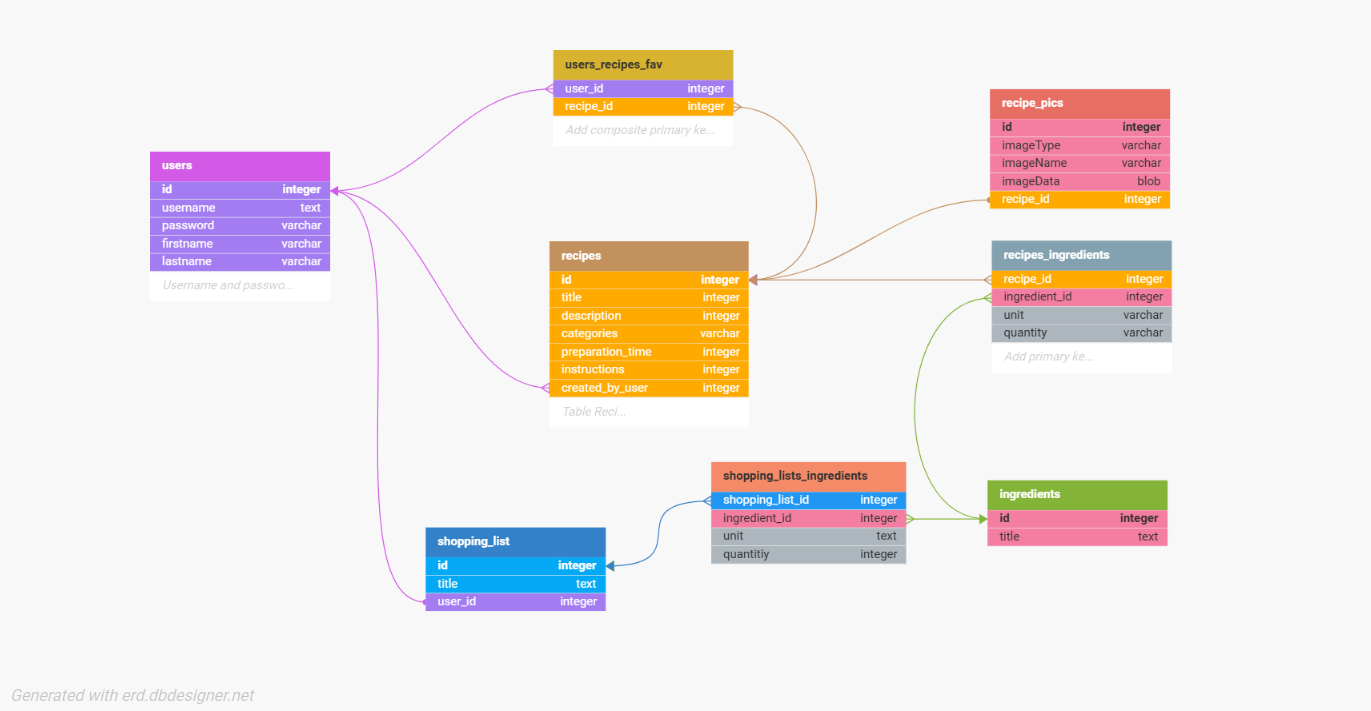 users_recipes_fav
user_id integer
recipe_id integer
Add composite primary ke...
recipe_pics
id integer
imageType varchar
imageName varchar
imageData blob
recipe_id integer
users
id integer
username text
password varchar
firstname varchar
lastname varchar
Username and passwo...
recipes
id integer
title integer
description integer
categories varchar
preparation_time integer
instructions integer
created_by_user integer
Table Reci...
recipes_ingredients
recipe_id integer
ingredient_id integer
unit varchar
quantity varchar
Add primary ke...
shopping_lists_ingredients
shopping_list_id integer
ingredient_id integer
unit text
quantitiy integer
ingredients
id integer
title text
shopping_list
id integer
title text
user_id integer
Generated with erd.dbdesigner.net